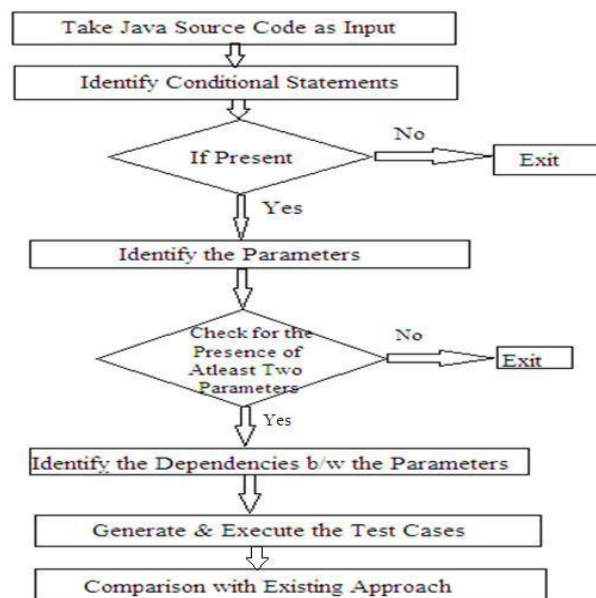 Take Java Source Code as Input
Identify Conditional Statements
No
If Present
Exit
Yes
Identify the Parameters
Check for the
No
Presence of
Atleast Two
Exit
Parameters
Yes
Identify the Dependencies b/w the Parameters
Generate & Execute the Test Cases
Comparison with Existing Approach